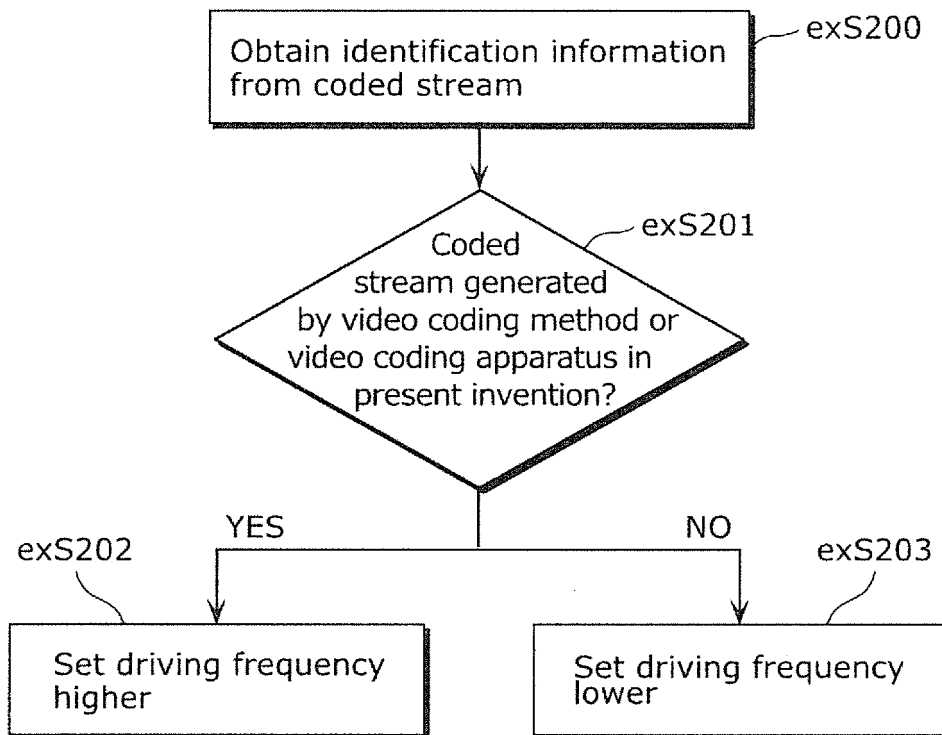 exS200
Obtain identification information
from coded stream
exS201
Coded
stream generated
by video coding method or
video coding apparatus in
present invention?
YES
NO
exS202
exS203
Set driving frequency
higher
Set driving frequency
lower